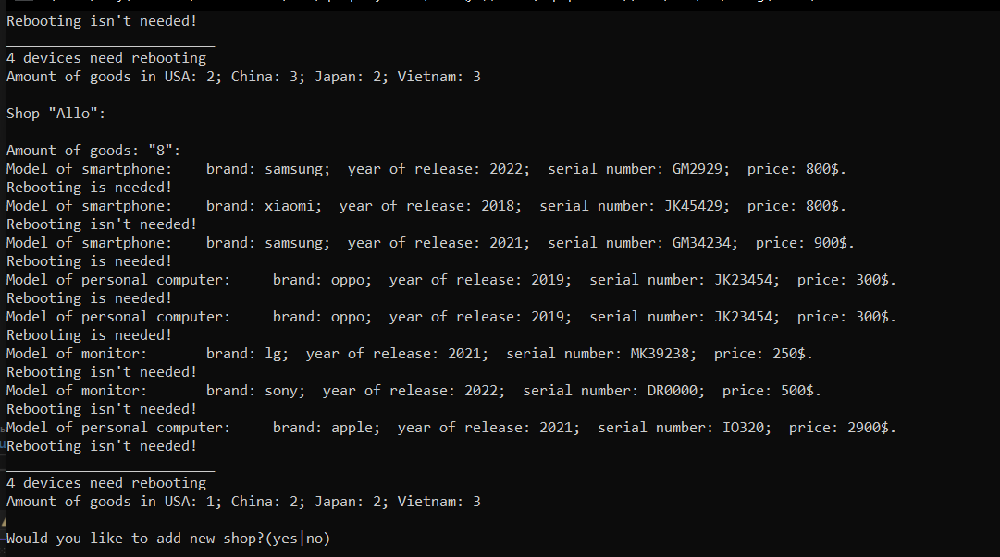 Rebooting isn't needed!
_________________________
4 devices need rebooting
Amount of goods in USA: 2; China: 3; Japan: 2; Vietnam: 3
Shop "Allo":
Amount of goods: "8":
Model of smartphone:    brand: samsung;  year of release: 2022;  serial number: GM2929;  price: 800$.
Rebooting is needed!
Model of smartphone:    brand: xiaomi;  year of release: 2018;  serial number: JK45429;  price: 800$.
Rebooting isn't needed!
Model of smartphone:    brand: samsung;  year of release: 2021;  serial number: GM34234;  price: 900$.
Rebooting is needed!
Model of personal computer:     brand: oppo;  year of release: 2019;  serial number: JK23454;  price: 300$.
Rebooting is needed!
Model of personal computer:     brand: oppo;  year of release: 2019;  serial number: JK23454;  price: 300$.
Rebooting is needed!
Model of monitor:       brand: lg;  year of release: 2021;  serial number: MK39238;  price: 250$.
Rebooting isn't needed!
Model of monitor:       brand: sony;  year of release: 2022;  serial number: DR0000;  price: 500$.
Rebooting isn't needed!
Model of personal computer:     brand: apple;  year of release: 2021;  serial number: IO320;  price: 2900$.
Rebooting isn't needed!
_________________________
4 devices need rebooting
Amount of goods in USA: 1; China: 2; Japan: 2; Vietnam: 3
Would you like to add new shop?(yes|no)